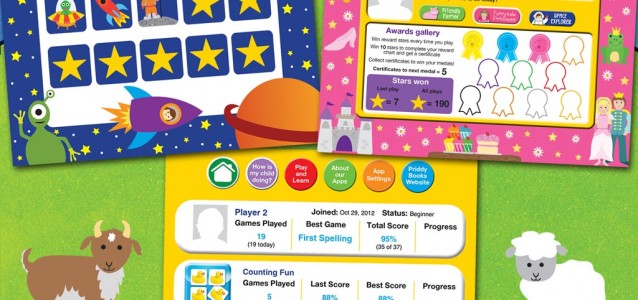 Friends Fairies
SPACE EXPLORER
Awards gallery
Win reward stars every time you play
Win 10 stars to complete your reward
chart and get a certificate
Collect certificates to win your medals!
Certificates to next medal = 5
Stars won
Last play All plays
= 7 = 190
How is my child doing?
Play and Learn
About our Apps
App Settings
Priddy Books Website
Player 2 Joined: Oct 29, 2012 Status: Beginner
Games Played Best Game Total Score Progress
19 First Spelling 95%
(19 today) (35 of 37)
Counting Fun
Games Played Last Score Best Score Progress
5 88% 88%